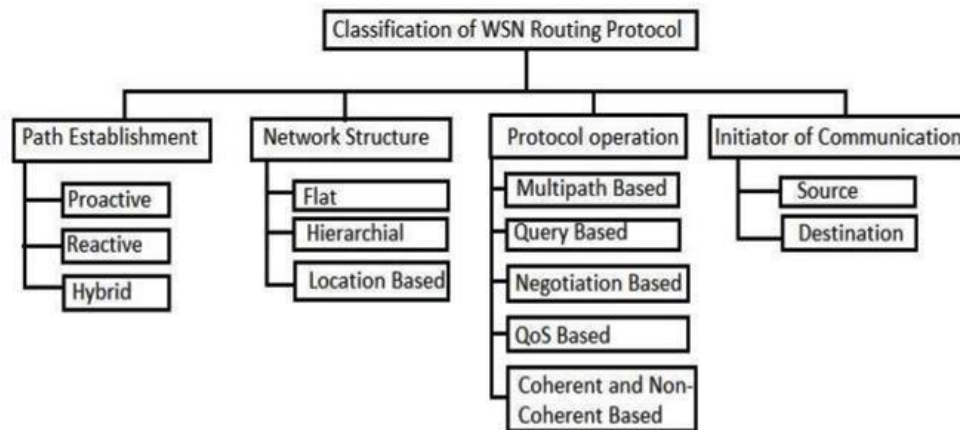 Classification of WSN Routing Protocol
Path Establishment
Proactive
Reactive
Hybrid
Network Structure
Flat
Hierarchial
Location Based
Protocol operation
Multipath Based
Query Based
Negotiation Based
QoS Based
Coherent and Non-
Coherent Based
Initiator of Communication
Source
Destination